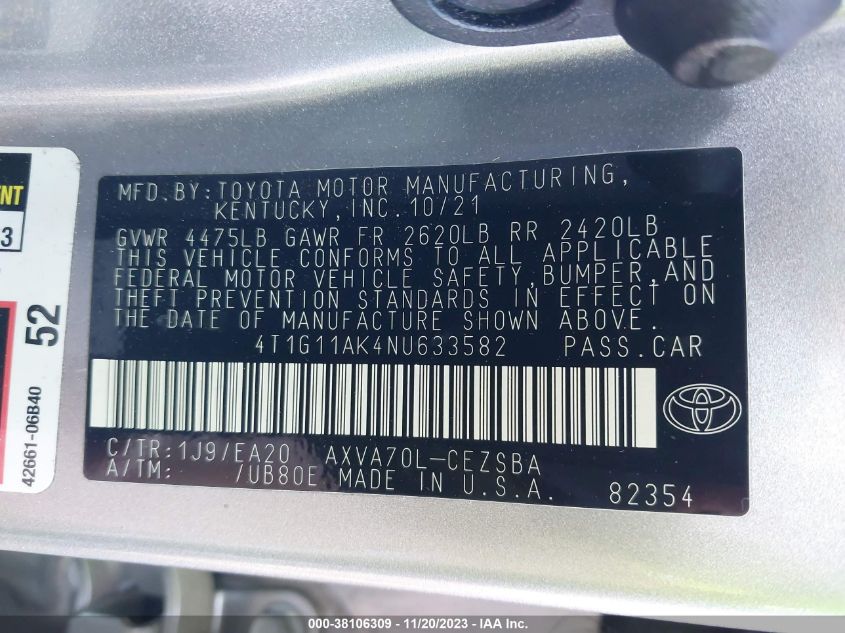 ENT
3
52
42661-06B40
MFD. BY: TOYOTA MOTOR MANUFACTURING,
KENTUCKY, INC. 10/21
GVWR 4475LB GAWR FR 2620LB RR 2420LB
THIS VEHICLE CONFORMS TO ALL APPLICABLE
FEDERAL MOTOR VEHICLE SAFETY, BUMPER, AND
THEFT PREVENTION STANDARDS IN EFFECT ON
THE DATE OF MANUFACTURE SHOWN ABOVE.
4T1G11AK4NU633582 PASS. CAR
C/TR: 1J9/EA20 AXVA70L-CEZSBA
A/TM: /UB80E MADE IN U.S.A. 82354
000-38106309 - 11/20/2023 - IAA Inc.